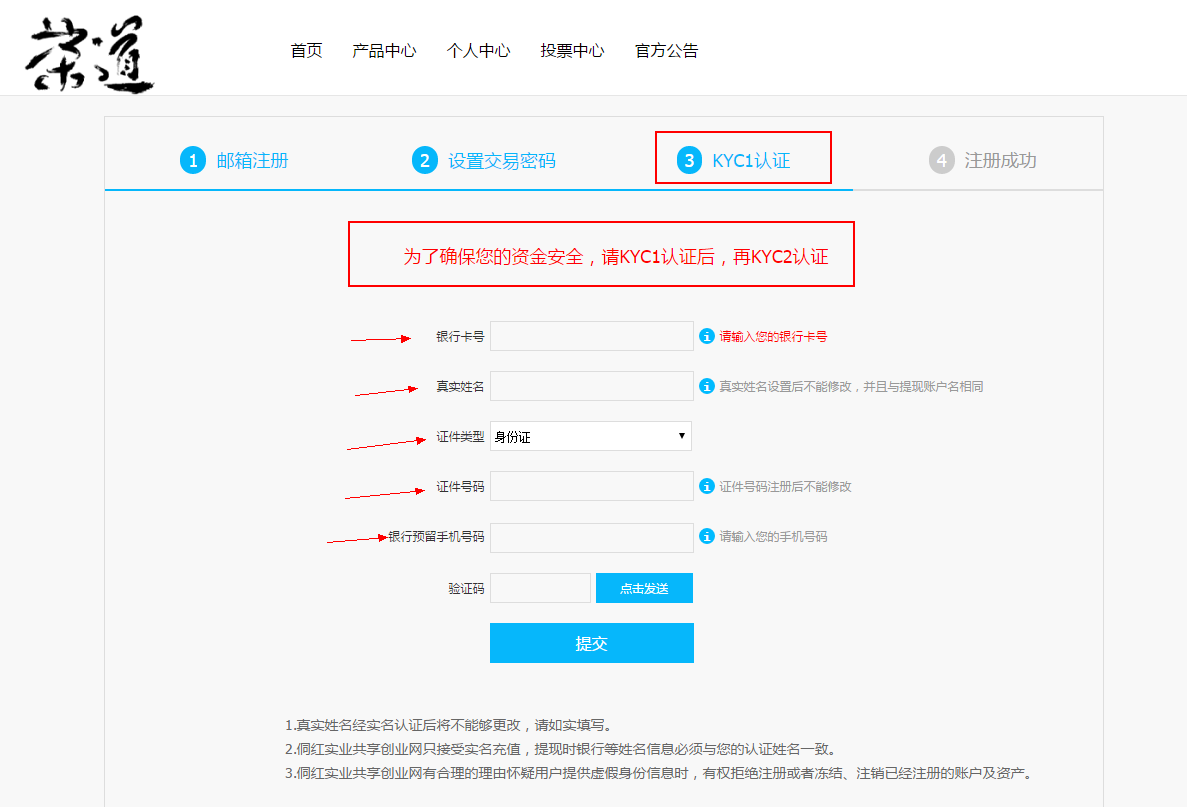 茶道
首页 产品中心 个人中心 投票中心 官方公告
1 邮箱注册 2 设置交易密码 3 KYC1认证 4 注册成功
为了确保您的资金安全，请KYC1认证后，再KYC2认证
银行卡号 i 请输入您的银行卡号
真实姓名 i 真实姓名设置后不能修改，并且与提现账户名相同
证件类型 身份证
证件号码 i 证件号码注册后不能修改
银行预留手机号码 i 请输入您的手机号码
验证码 点击发送
提交
1.真实姓名经实名认证后将不能够更改，请如实填写。
2.侗红实业共享创业网只接受实名充值，提现时银行等姓名信息必须与您的认证姓名一致。
3.侗红实业共享创业网有合理的理由怀疑用户提供虚假身份信息时，有权拒绝注册或者冻结、注销已经注册的账户及资产。